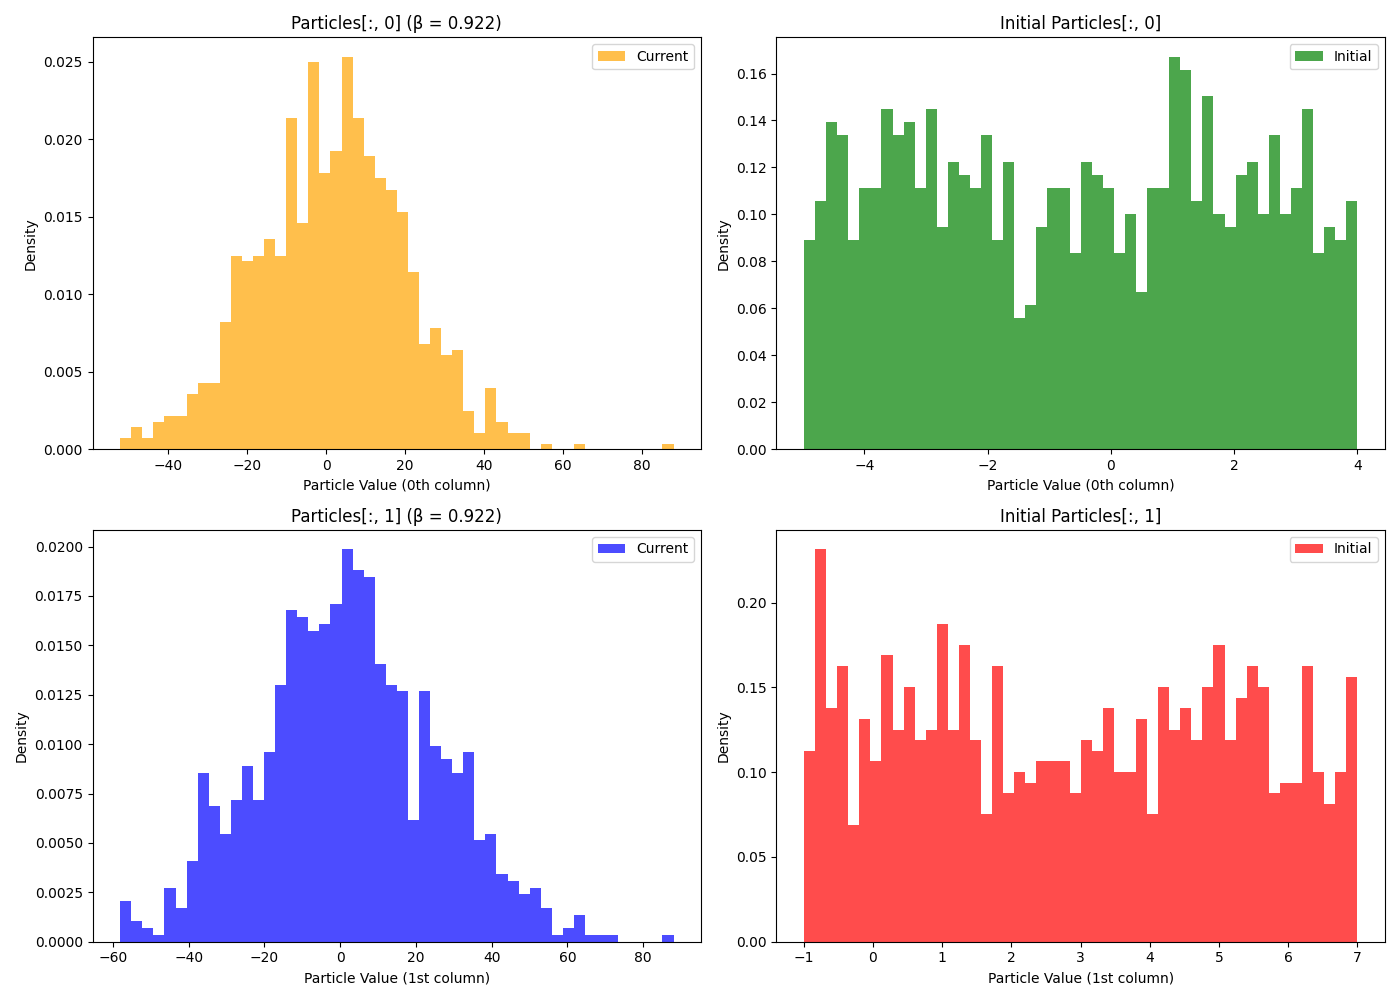 Particles[:, 0] (β = 0.922)
Current
Density
0.025
0.020
0.015
0.010
0.005
0.000
−40 −20 0 20 40 60 80
Particle Value (0th column)
Initial Particles[:, 0]
Initial
Density
0.16
0.14
0.12
0.10
0.08
0.06
0.04
0.02
0.00
−4 −2 0 2 4
Particle Value (0th column)
Particles[:, 1] (β = 0.922)
Current
Density
0.0200
0.0175
0.0150
0.0125
0.0100
0.0075
0.0050
0.0025
0.0000
−60 −40 −20 0 20 40 60 80
Particle Value (1st column)
Initial Particles[:, 1]
Initial
Density
0.20
0.15
0.10
0.05
0.00
−1 0 1 2 3 4 5 6 7
Particle Value (1st column)